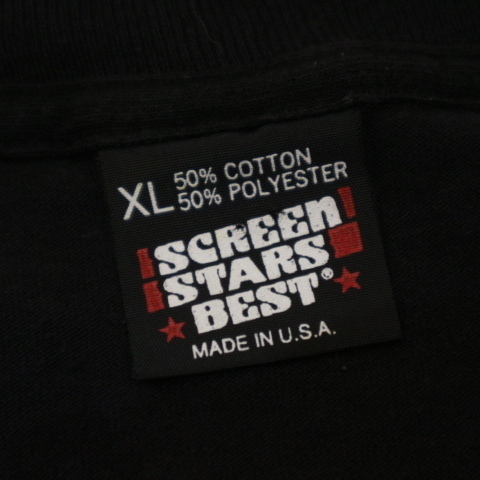 XL 50% COTTON
50% POLYESTER
SCREEN
STARS
BEST®
MADE IN U.S.A.